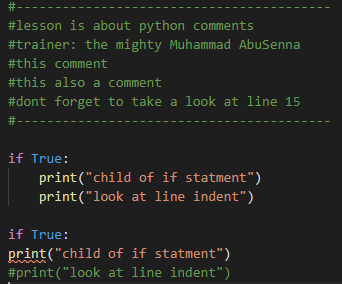 #----------------------------------------
#lesson is about python comments
#trainer: the mighty Muhammad AbuSenna
#this comment
#this also a comment
#dont forget to take a look at line 15
#----------------------------------------
if True:
    print("child of if statment")
    print("look at line indent")
if True:
print("child of if statment")
#print("look at line indent")